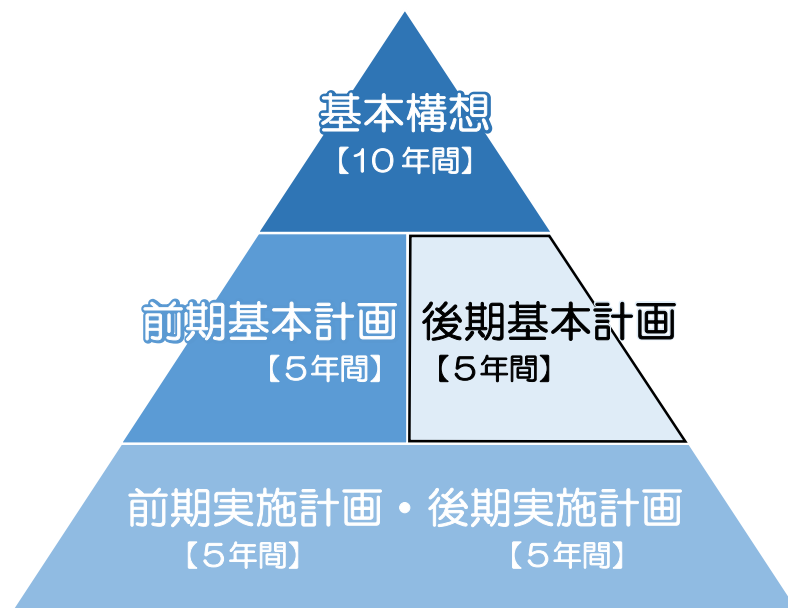 基本構想
【10年間】
前期基本計画
【5年間】
後期基本計画
【5年間】
前期実施計画・後期実施計画
【5年間】 【5年間】